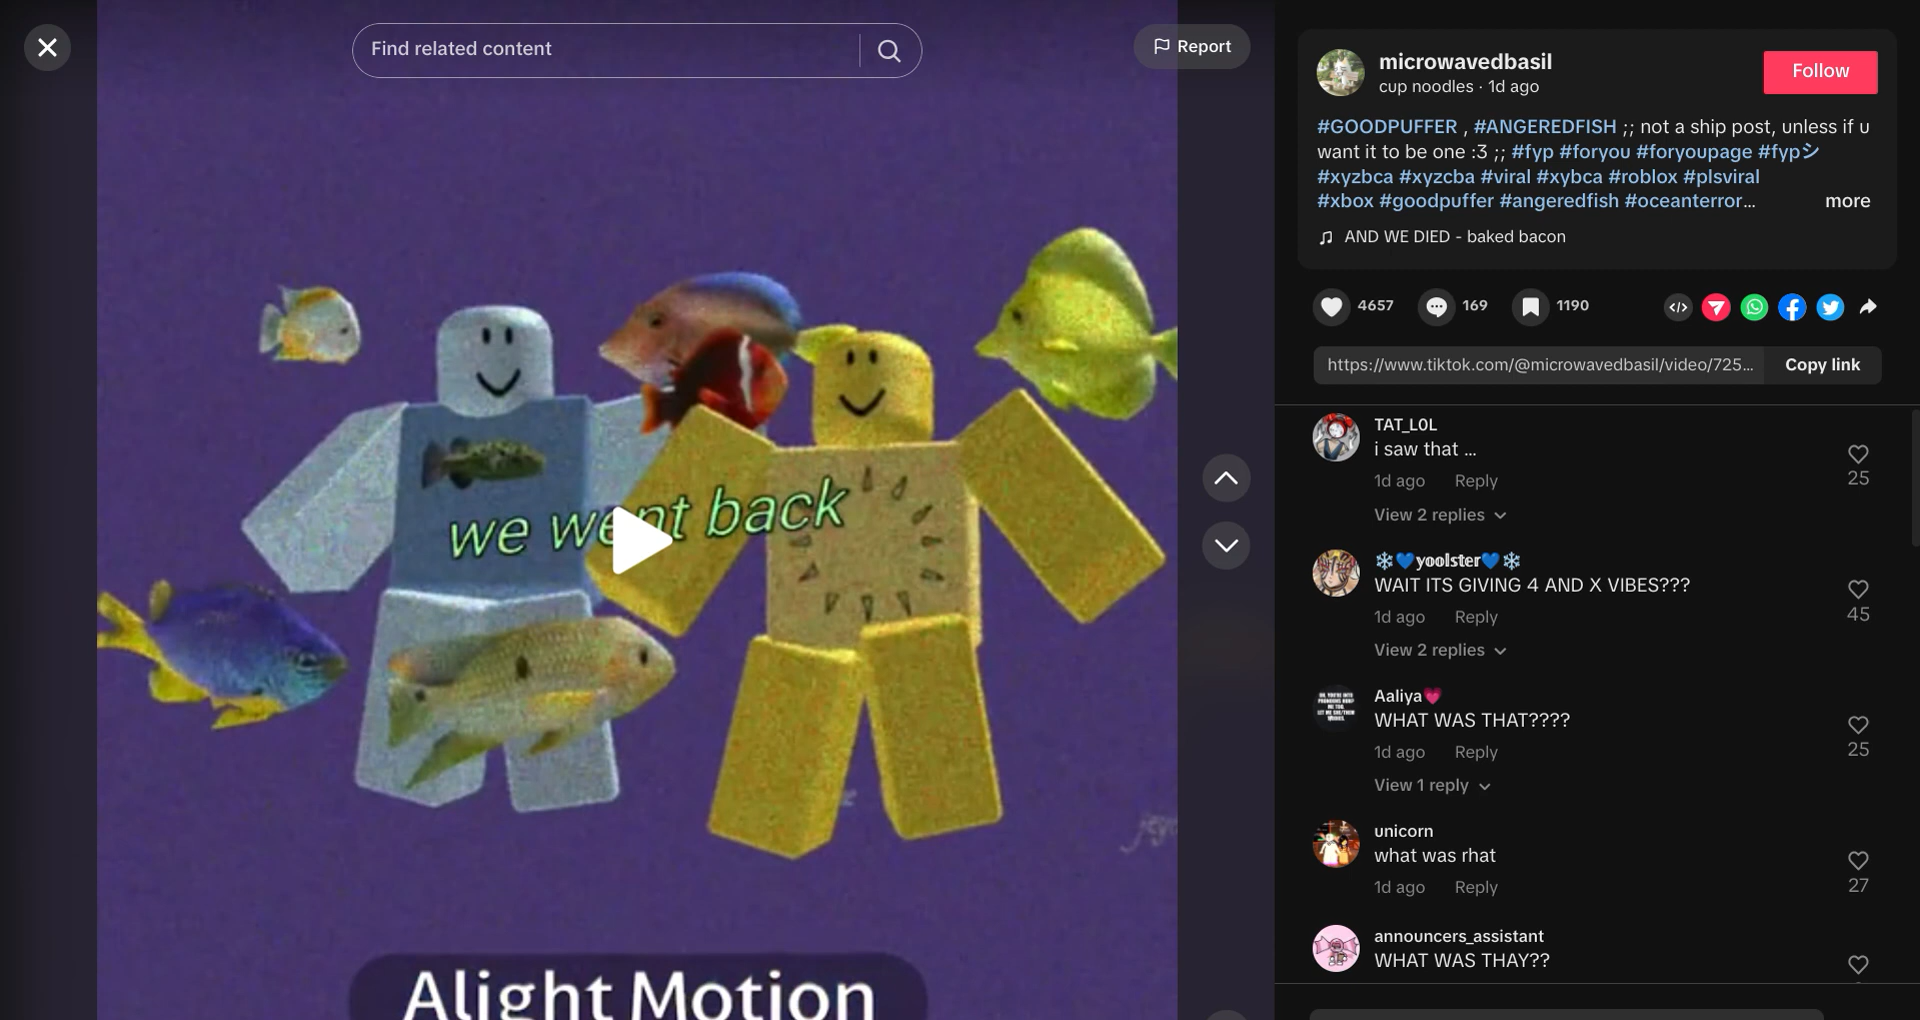 Find related content
Report
we went back
Alight Motion
microwavedbasil
cup noodles · 1d ago
Follow
#GOODPUFFER , #ANGEREDFISH ;; not a ship post, unless if u
want it to be one :3 ;; #fyp #foryou #foryoupage #fypシ
#xyzbca #xyzcba #viral #xybca #roblox #plsviral
#xbox #goodpuffer #angeredfish #oceanterror...
more
AND WE DIED - baked bacon
4657
169
1190
https://www.tiktok.com/@microwavedbasil/video/725...
Copy link
TAT_L0L
i saw that ...
25
1d ago Reply
View 2 replies
❄️💙𝕪𝕠𝕠𝕝𝕤𝕥𝕖𝕣💙❄️
WAIT ITS GIVING 4 AND X VIBES???
45
1d ago Reply
View 2 replies
Aaliya💗
WHAT WAS THAT????
25
1d ago Reply
View 1 reply
unicorn
what was rhat
27
1d ago Reply
announcers_assistant
WHAT WAS THAY??